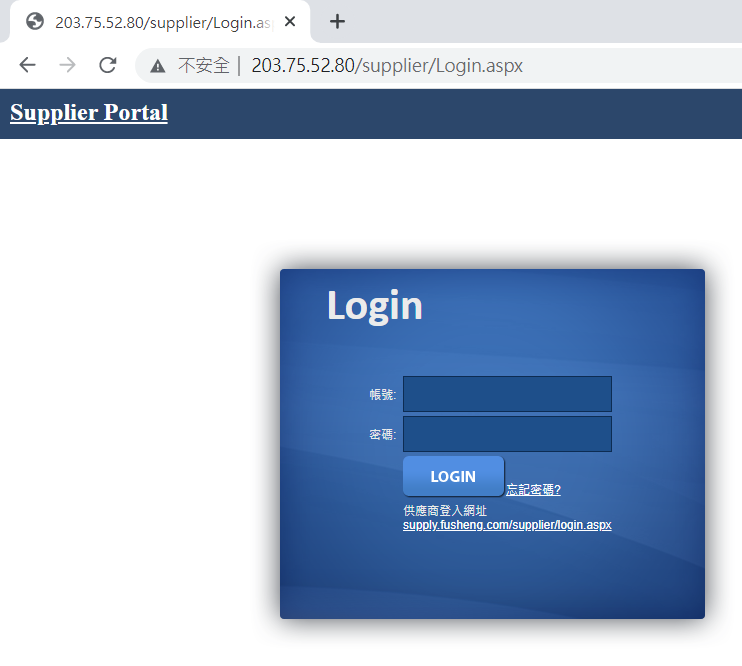 203.75.52.80/supplier/Login.as
不安全 | 203.75.52.80/supplier/Login.aspx
Supplier Portal
Login
帳號:
密碼:
LOGIN 忘記密碼?
供應商登入網址
supply.fusheng.com/supplier/login.aspx